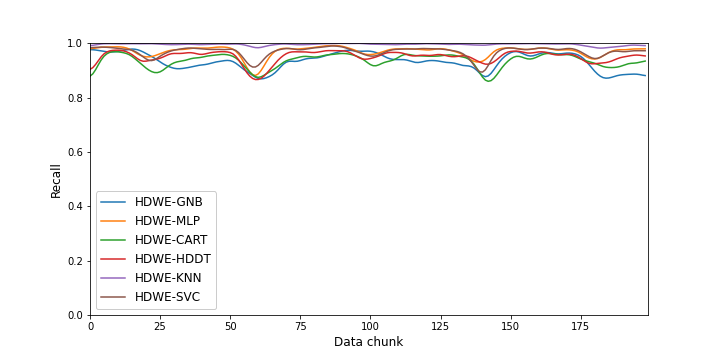 1.0
0.8
0.6
0.4
0.2
0.0
Recall
HDWE-GNB
HDWE-MLP
HDWE-CART
HDWE-HDDT
HDWE-KNN
HDWE-SVC
0 25 50 75 100 125 150 175
Data chunk